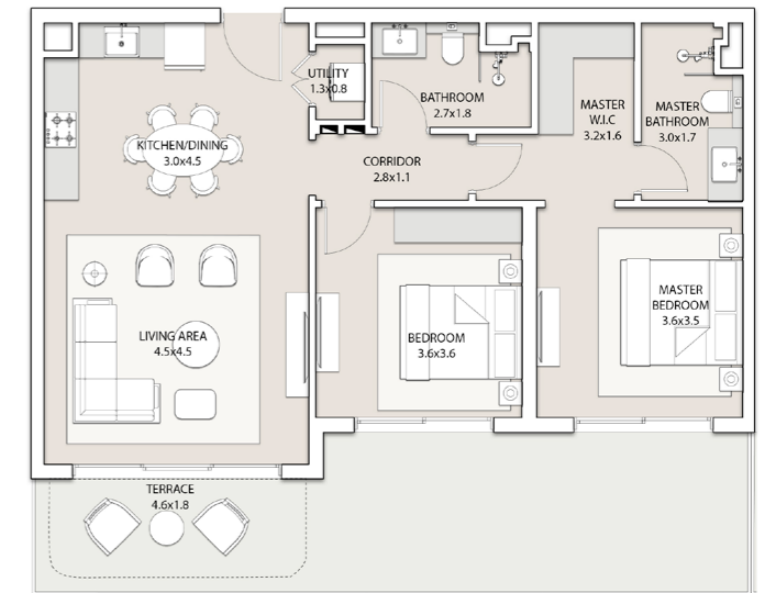 UTILITY
1.3x0.8
BATHROOM
2.7x1.8
MASTER
W.I.C
3.2x1.6
MASTER
BATHROOM
3.0x1.7
KITCHEN/DINING
3.0x4.5
CORRIDOR
2.8x1.1
LIVING AREA
4.5x4.5
BEDROOM
3.6x3.6
MASTER
BEDROOM
3.6x3.5
TERRACE
4.6x1.8